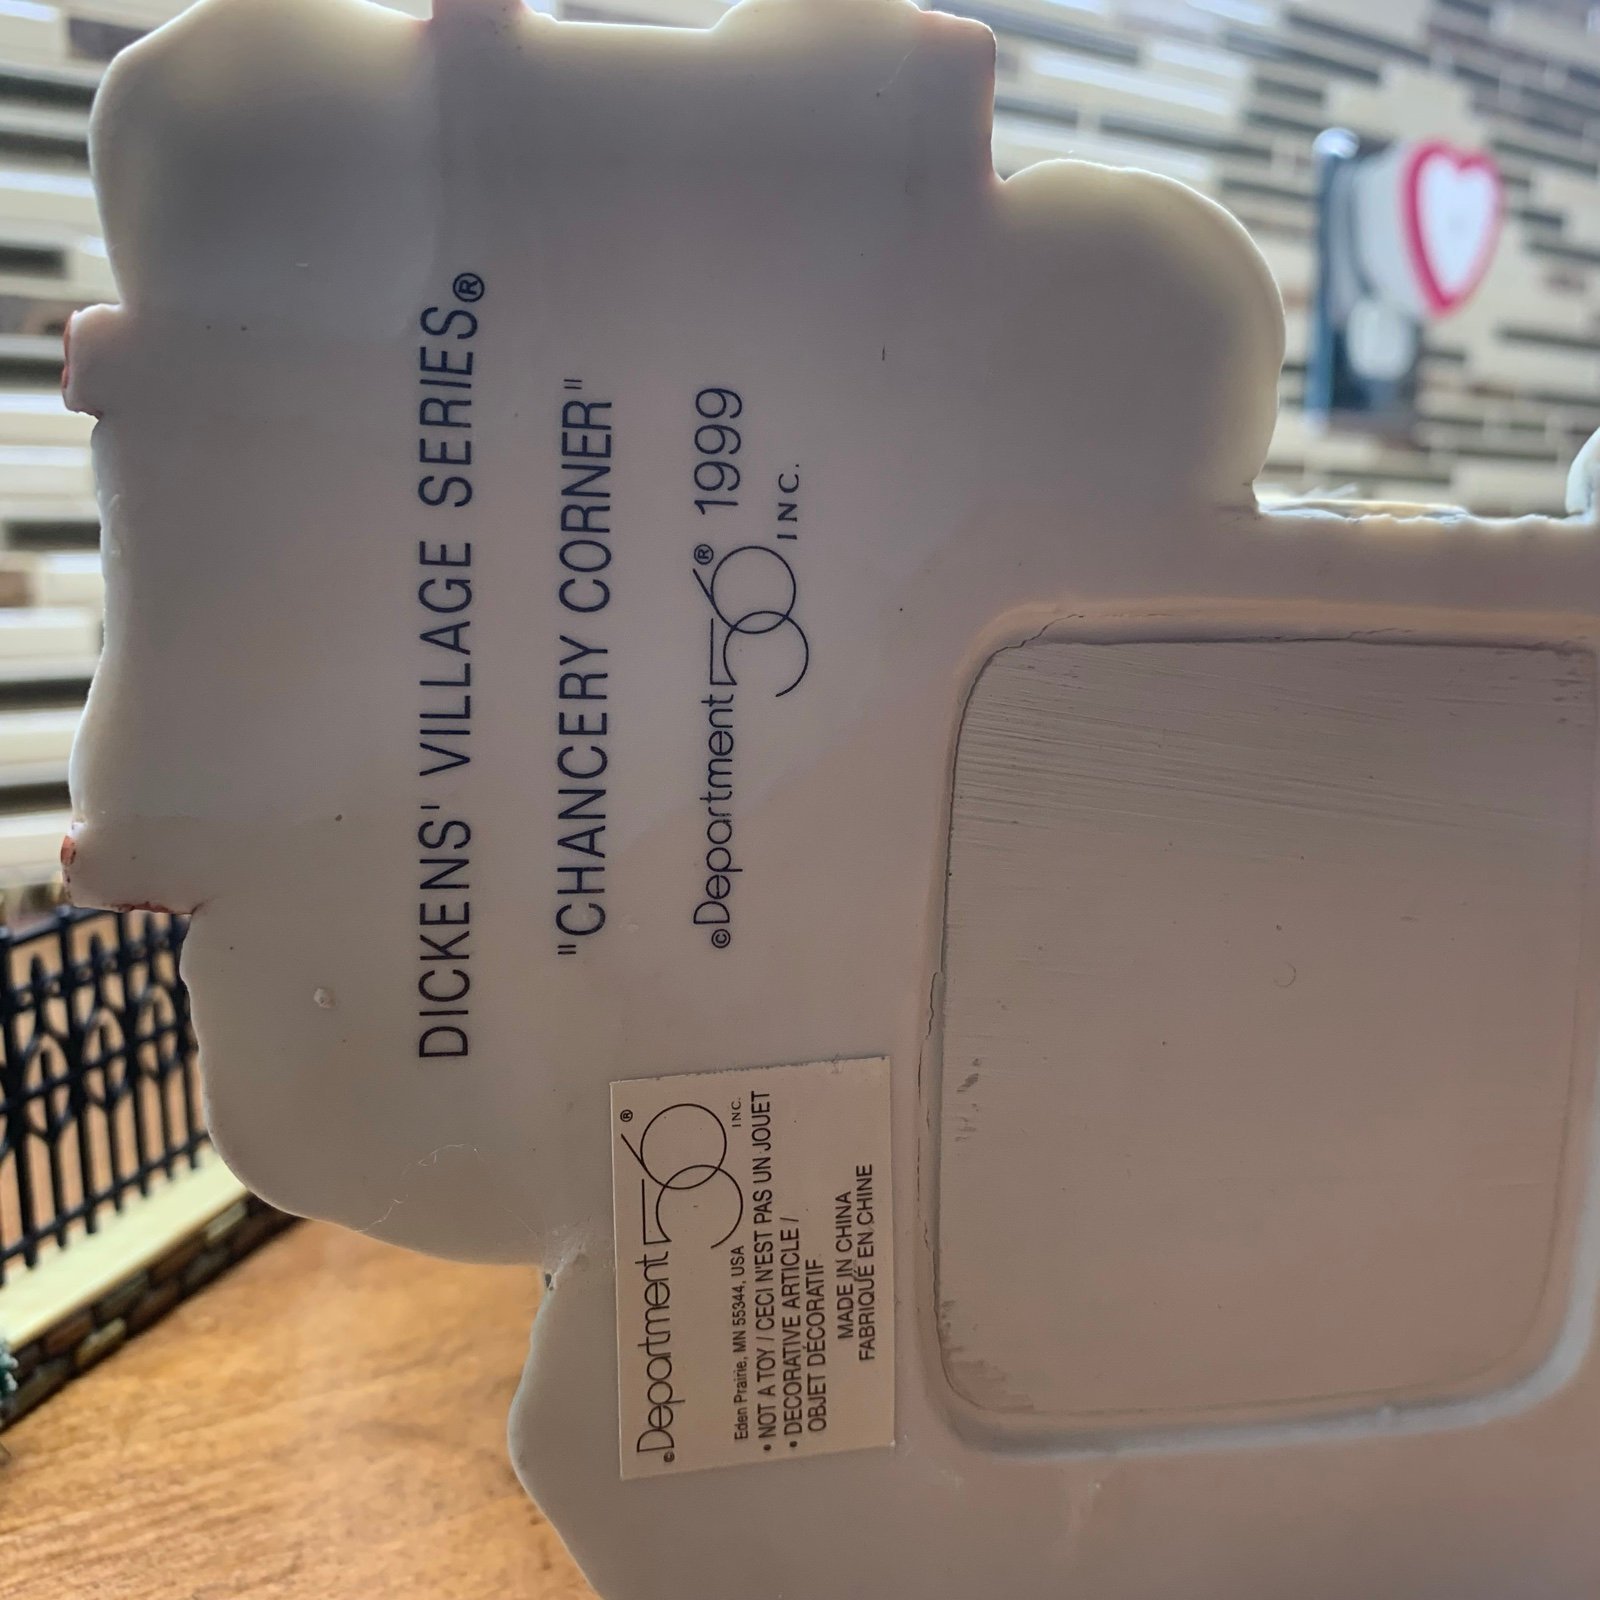 DICKENS' VILLAGE SERIES®
"CHANCERY CORNER"
©Department 56® 1999
INC.
©Department 56®
Eden Prairie, MN 55344, USA INC.
• NOT A TOY / CECI N'EST PAS UN JOUET
• DECORATIVE ARTICLE /
OBJET DÉCORATIF
MADE IN CHINA
FABRIQUÉ EN CHINE